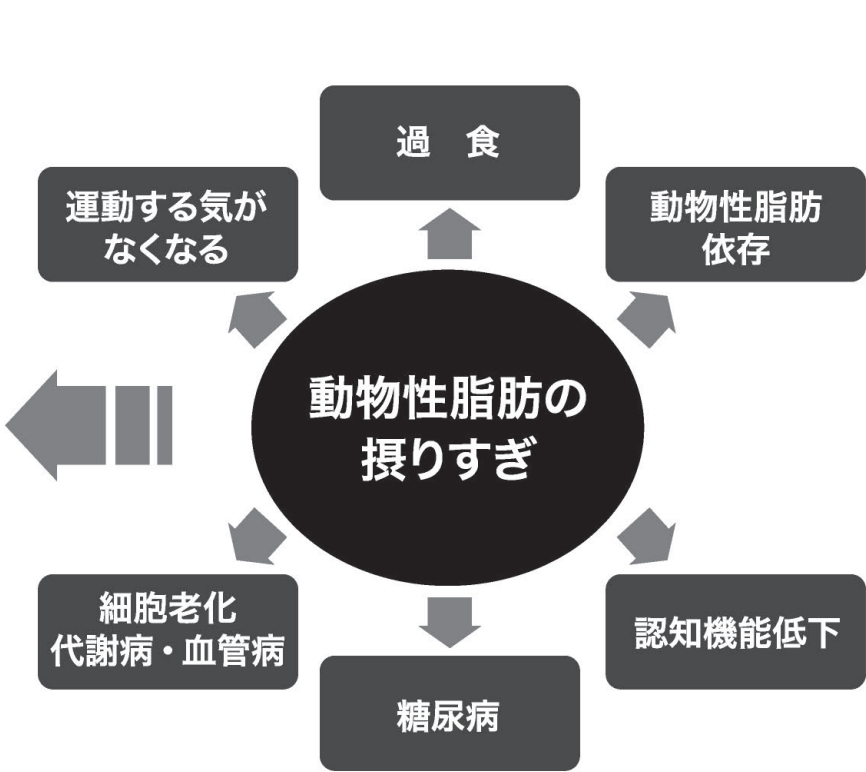 過　食
運動する気が
なくなる
動物性脂肪
依存
動物性脂肪の
摂りすぎ
細胞老化
代謝病・血管病
認知機能低下
糖尿病